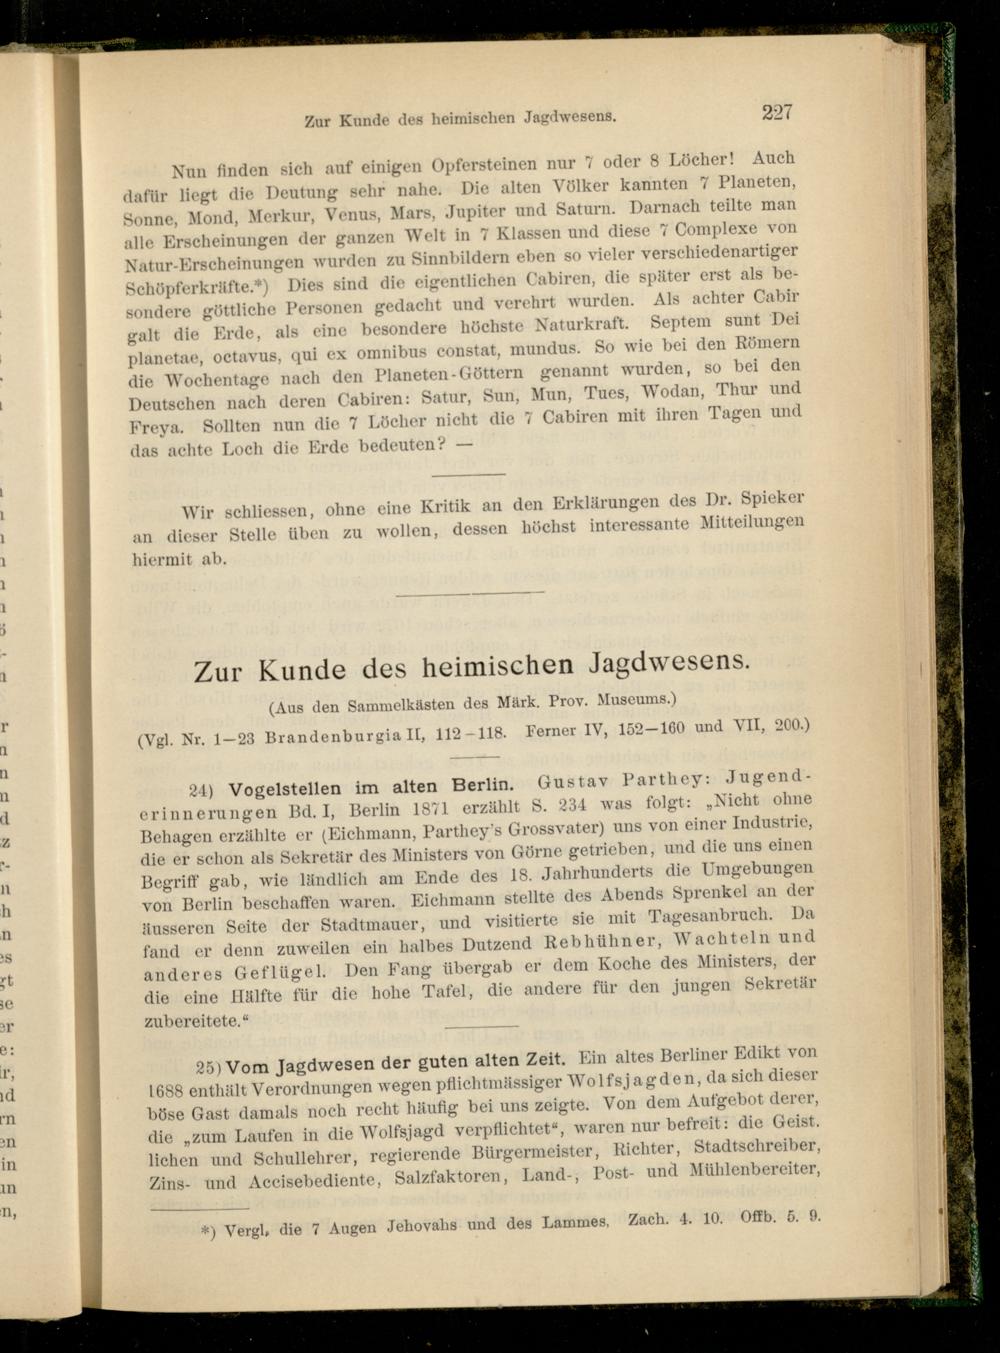 Zur Kunde des heimischen Jagdwesens. 227
Nun finden sich auf einigen Opfersteinen nur 7 oder 8 Löcher! Auch
dafür liegt die Deutung sehr nahe. Die alten Völker kannten 7 Planeten,
Sonne, Mond, Merkur, Venus, Mars, Jupiter und Saturn. Darnach teilte man
alle Erscheinungen der ganzen Welt in 7 Klassen und diese 7 Complexe von
Natur-Erscheinungen wurden zu Sinnbildern eben so vieler verschiedenartiger
Schöpferkräfte.*) Dies sind die eigentlichen Cabiren, die später erst als be-
sondere göttliche Personen gedacht und verehrt wurden. Als achter Cabir
galt die Erde, als eine besondere höchste Naturkraft. Septem sunt Dei
planetae, octavus, qui ex omnibus constat, mundus. So wie bei den Römern
die Wochentage nach den Planeten-Göttern genannt wurden, so bei den
Deutschen nach deren Cabiren: Satur, Sun, Mun, Tues, Wodan, Thur und
Freya. Sollten nun die 7 Löcher nicht die 7 Cabiren mit ihren Tagen und
das achte Loch die Erde bedeuten? —
Wir schliessen, ohne eine Kritik an den Erklärungen des Dr. Spieker
an dieser Stelle üben zu wollen, dessen höchst interessante Mitteilungen
hiermit ab.
Zur Kunde des heimischen Jagdwesens.
(Aus den Sammelkästen des Märk. Prov. Museums.)
(Vgl. Nr. 1—23 Brandenburgia II, 112—118. Ferner IV, 152—160 und VII, 200.)
24) Vogelstellen im alten Berlin. Gustav Parthey: Jugend-
erinnerungen Bd. I, Berlin 1871 erzählt S. 234 was folgt: „Nicht ohne
Behagen erzählte er (Eichmann, Parthey's Grossvater) uns von einer Industrie,
die er schon als Sekretär des Ministers von Görne getrieben, und die uns einen
Begriff gab, wie ländlich am Ende des 18. Jahrhunderts die Umgebungen
von Berlin beschaffen waren. Eichmann stellte des Abends Sprenkel an der
äusseren Seite der Stadtmauer, und visitierte sie mit Tagesanbruch. Da
fand er denn zuweilen ein halbes Dutzend Rebhühner, Wachteln und
anderes Geflügel. Den Fang übergab er dem Koche des Ministers, der
die eine Hälfte für die hohe Tafel, die andere für den jungen Sekretär
zubereitete.“
25) Vom Jagdwesen der guten alten Zeit. Ein altes Berliner Edikt von
1688 enthält Verordnungen wegen pflichtmässiger Wolfsjagden, da sich dieser
böse Gast damals noch recht häufig bei uns zeigte. Von dem Aufgebot derer,
die „zum Laufen in die Wolfsjagd verpflichtet“, waren nur befreit: die Geist.
lichen und Schullehrer, regierende Bürgermeister, Richter, Stadtschreiber,
Zins- und Accisebediente, Salzfaktoren, Land-, Post- und Mühlenbereiter,
*) Vergl. die 7 Augen Jehovahs und des Lammes, Zach. 4. 10. Offb. 5. 9.